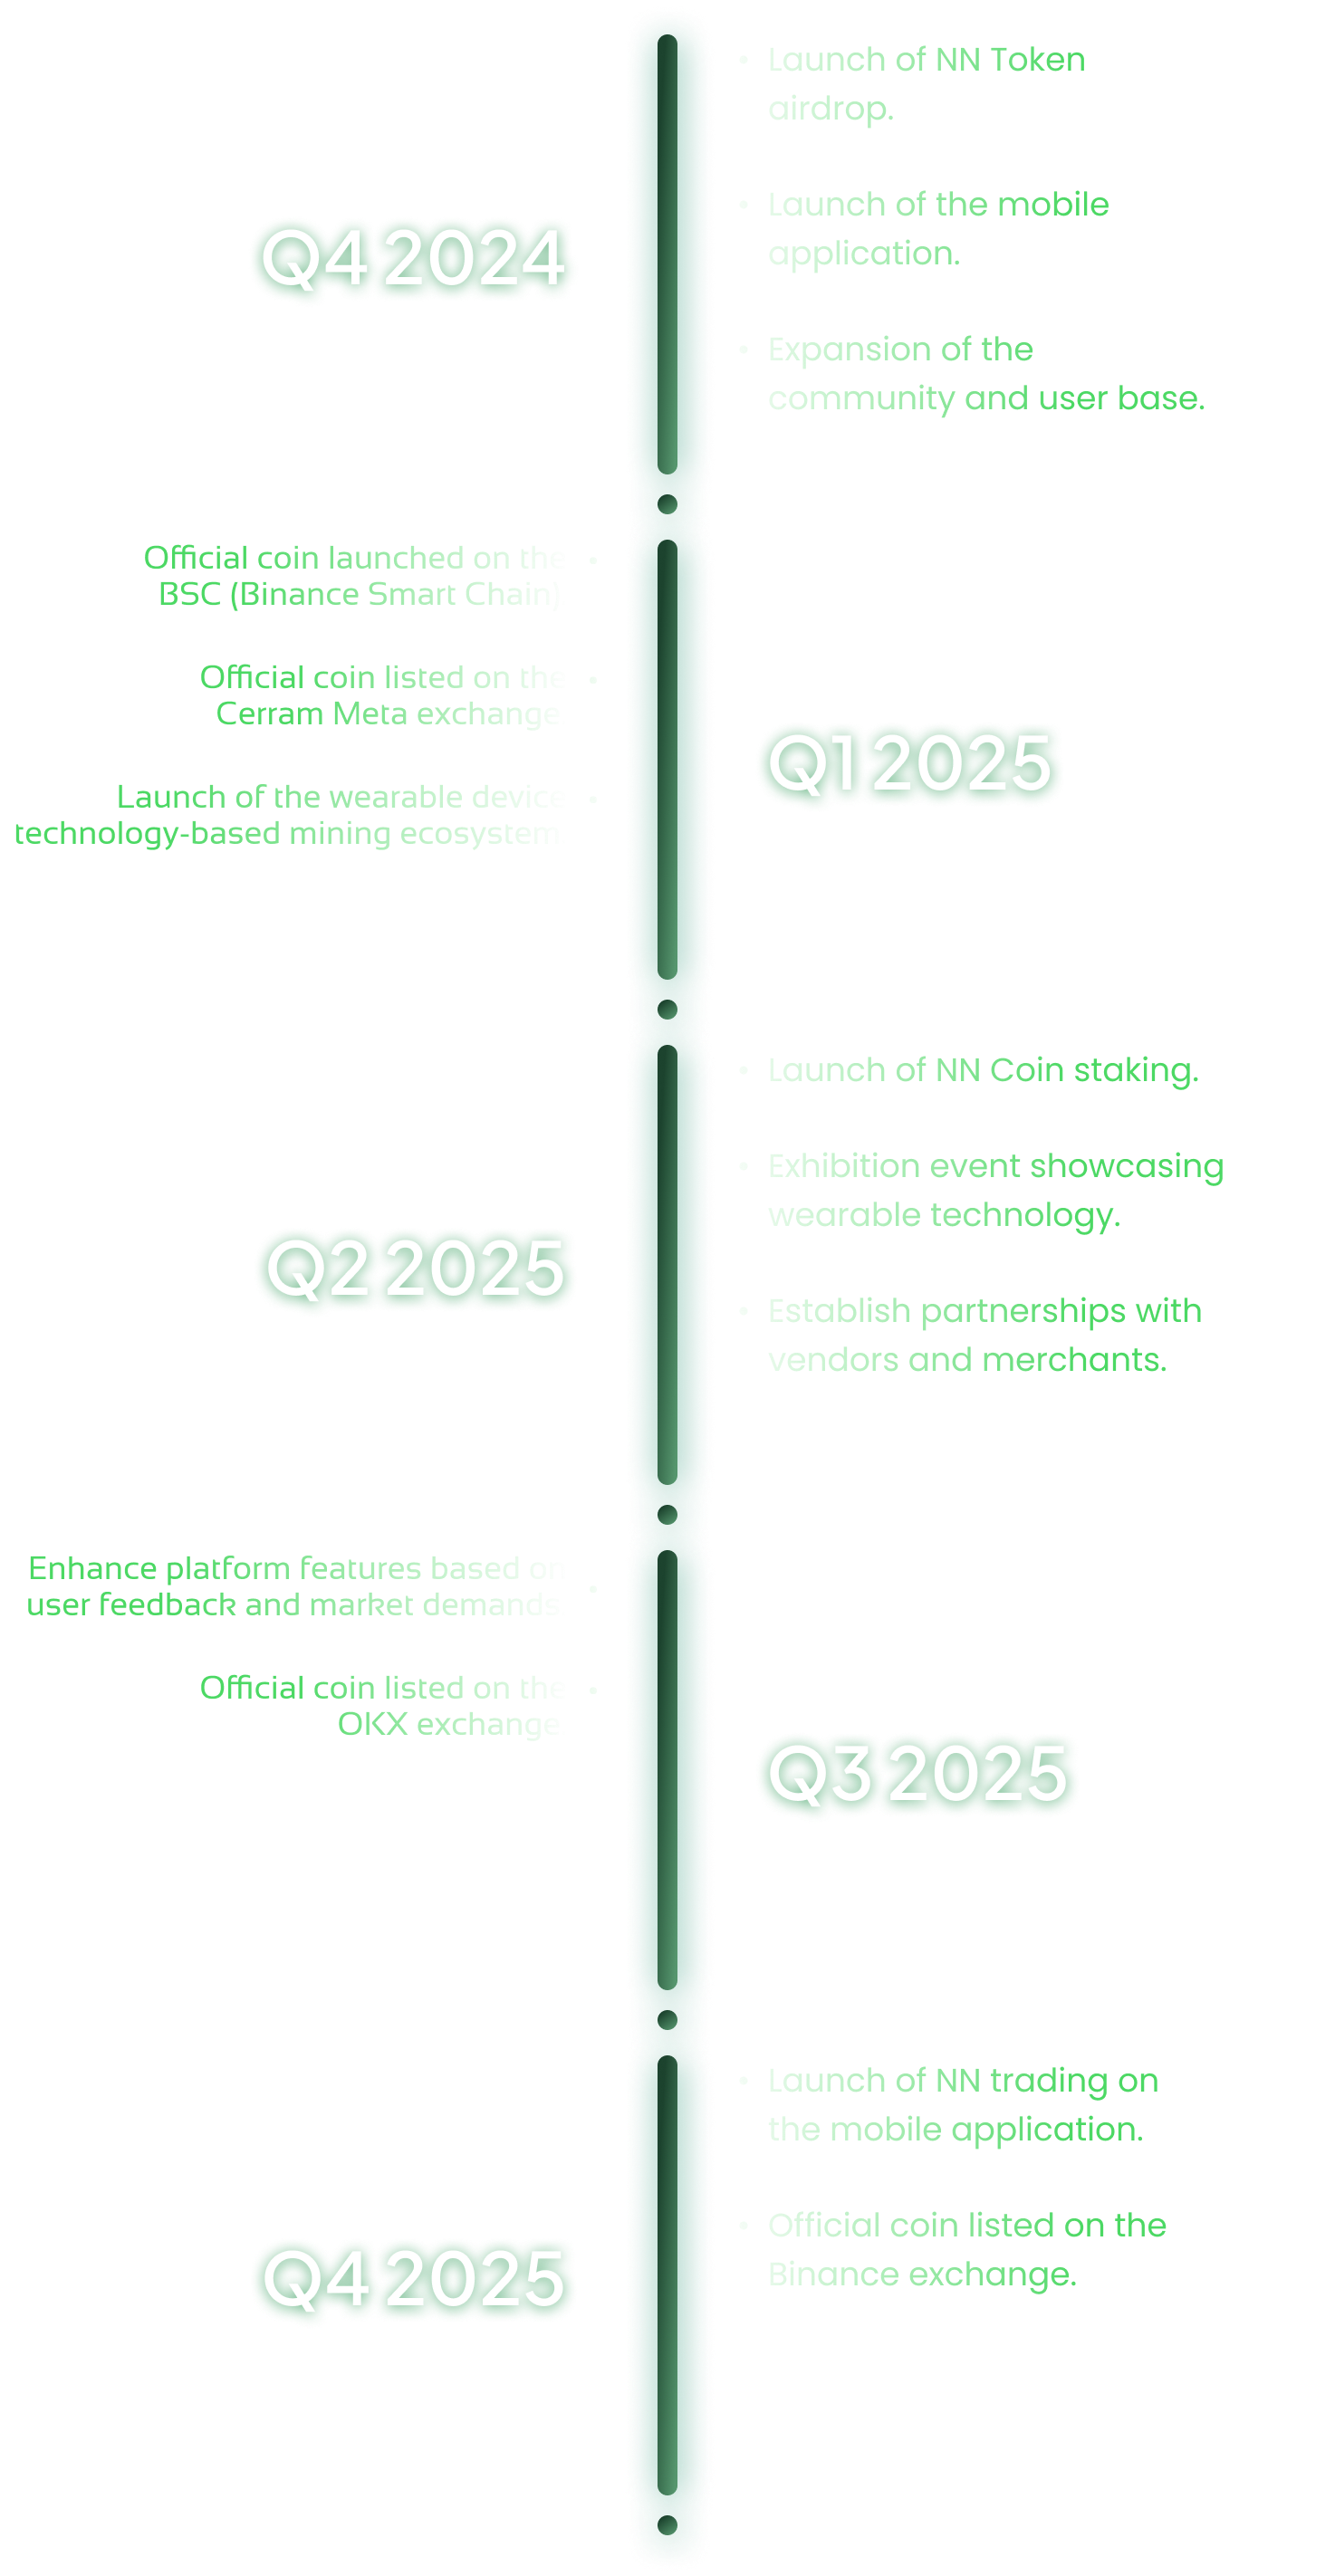 Q4 2024
• Launch of NN Token
airdrop.
• Launch of the mobile
application.
• Expansion of the
community and user base.
Official coin launched on the •
BSC (Binance Smart Chain)
Official coin listed on the •
Cerram Meta exchange
Launch of the wearable device •
technology-based mining ecosystem
Q1 2025
Q2 2025
• Launch of NN Coin staking.
• Exhibition event showcasing
wearable technology.
• Establish partnerships with
vendors and merchants.
Enhance platform features based on
user feedback and market demands •
Official coin listed on the •
OKX exchange
Q3 2025
Q4 2025
• Launch of NN trading on
the mobile application.
• Official coin listed on the
Binance exchange.